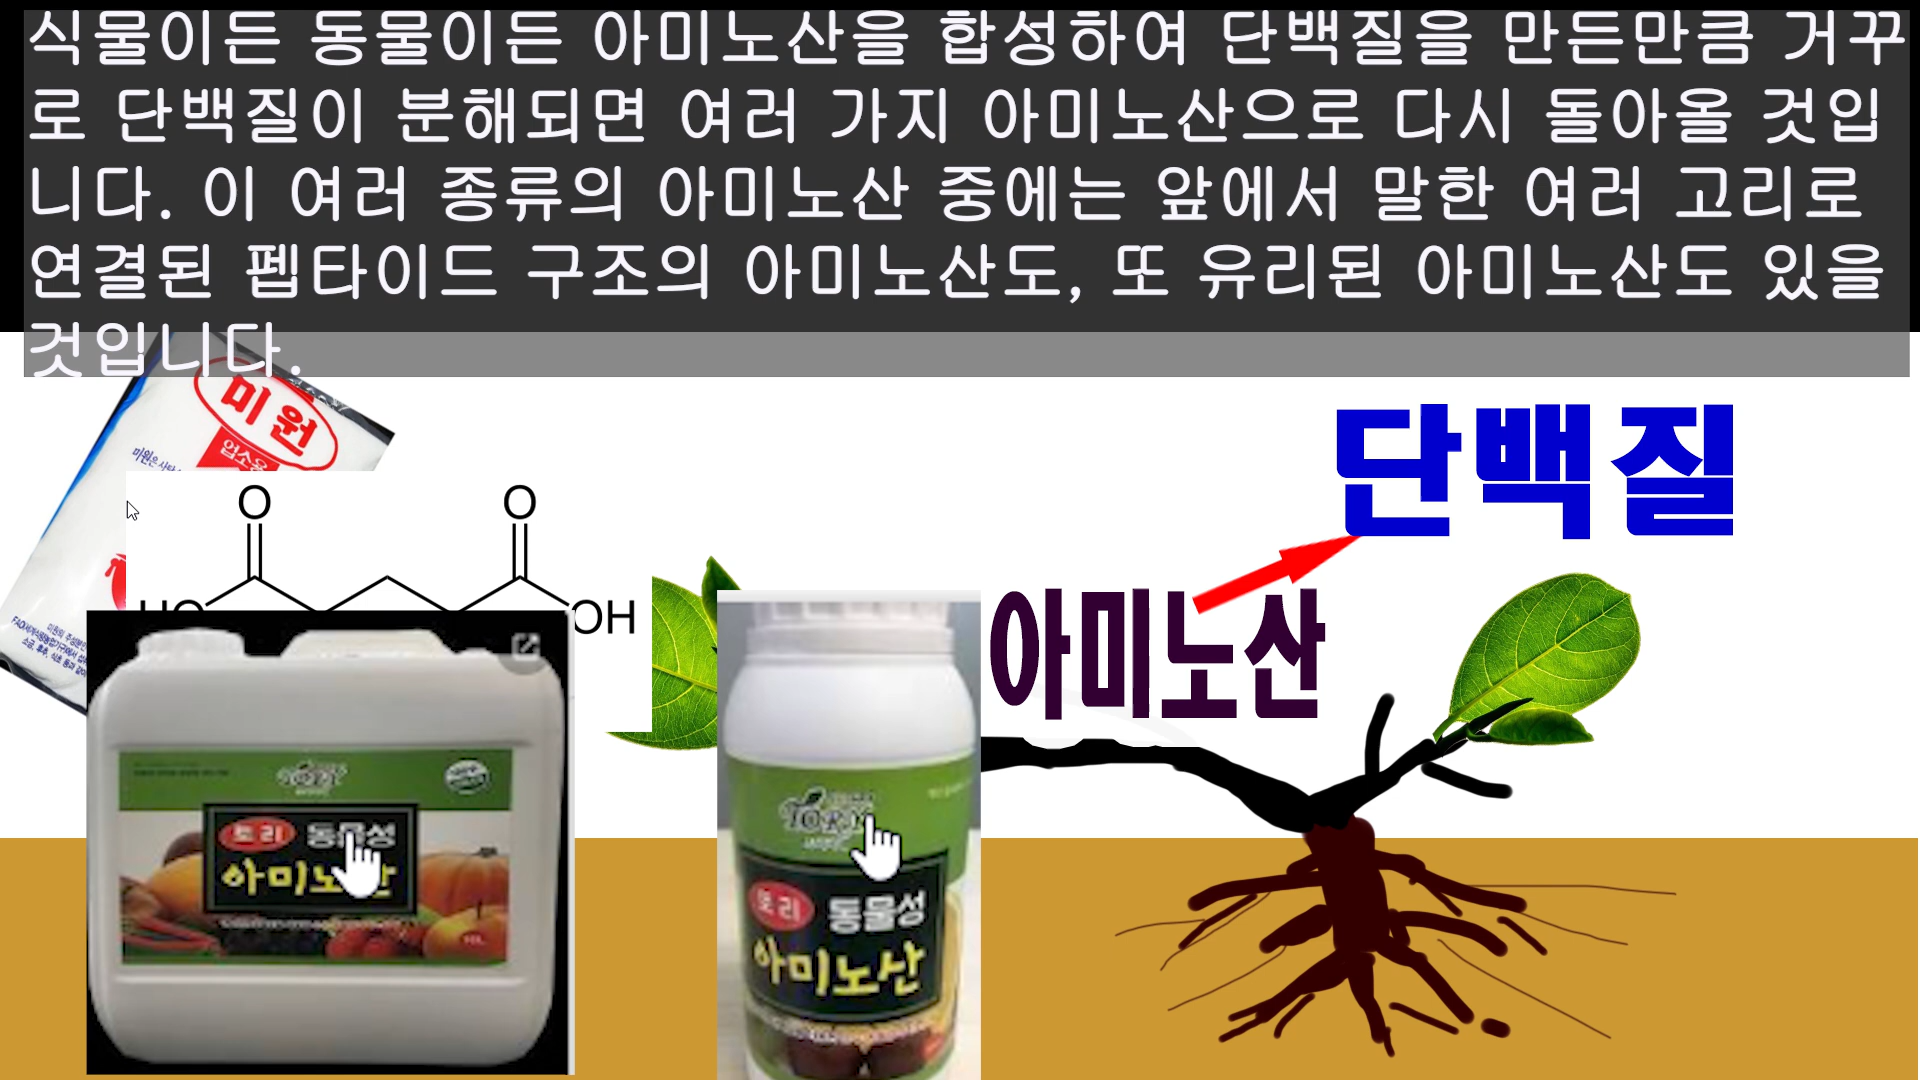 식물이든 동물이든 아미노산을 합성하여 단백질을 만든만큼 거꾸
로 단백질이 분해되면 여러 가지 아미노산으로 다시 돌아올 것입
니다. 이 여러 종류의 아미노산 중에는 앞에서 말한 여러 고리로
연결된 펩타이드 구조의 아미노산도, 또 유리된 아미노산도 있을
것입니다.
미원
업소용
단백질
O O
HO OH
아미노산
TORY
토리 동물성
아미노산
10L
TORY
토리 동물성
아미노산